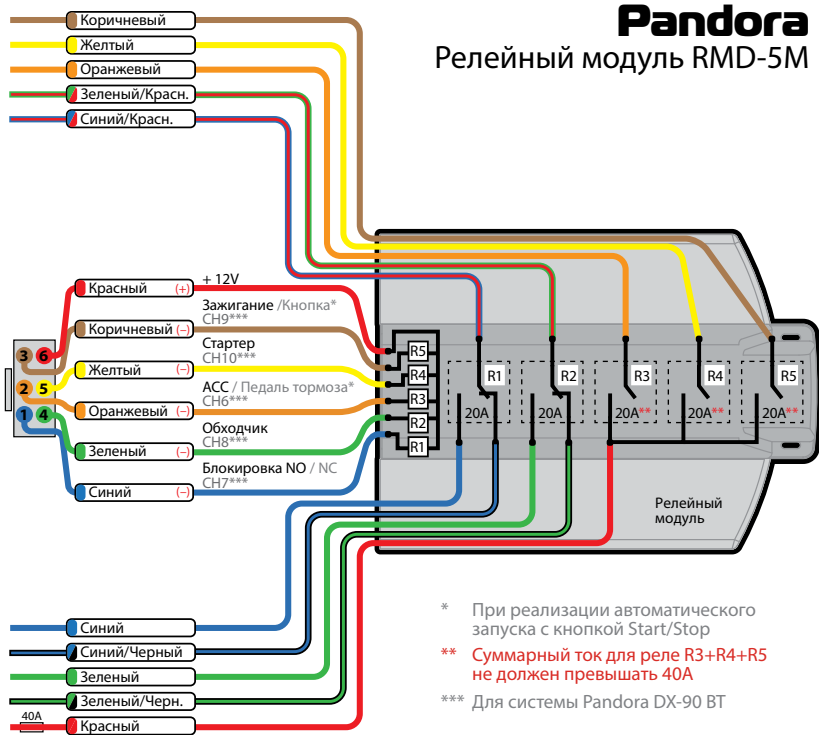 Pandora
Релейный модуль RMD-5M
Коричневый
Желтый
Оранжевый
Зеленый/Красн.
Синий/Красн.
Красный (+)
+ 12V
Коричневый (–)
Зажигание /Кнопка*
CH9***
Желтый (–)
Стартер
CH10***
Оранжевый (–)
ACC / Педаль тормоза*
CH6***
Зеленый (–)
Обходчик
CH8***
Синий (–)
Блокировка NO / NC
CH7***
3 6
2 5
1 4
R5
R4
R3
R2
R1
R1 R2 R3 R4 R5
20A 20A 20A** 20A** 20A**
Релейный
модуль
Синий
Синий/Черный
Зеленый
Зеленый/Черн.
40A
Красный
* При реализации автоматического
запуска с кнопкой Start/Stop
** Суммарный ток для реле R3+R4+R5
не должен превышать 40А
*** Для системы Pandora DX-90 BT